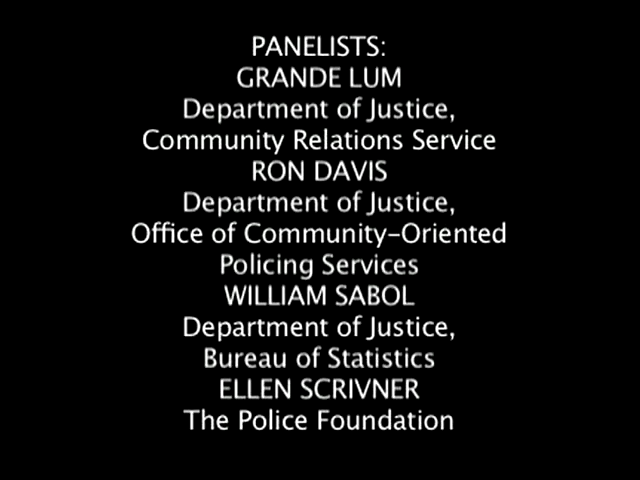 PANELISTS:
GRANDE LUM
Department of Justice,
Community Relations Service
RON DAVIS
Department of Justice,
Office of Community-Oriented
Policing Services
WILLIAM SABOL
Department of Justice,
Bureau of Statistics
ELLEN SCRIVNER
The Police Foundation